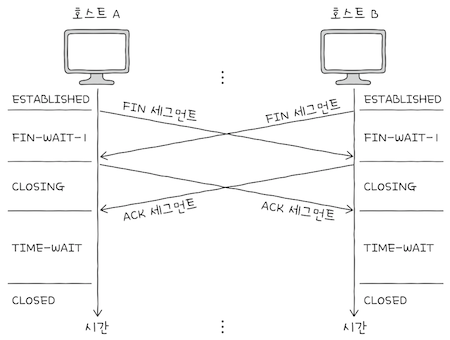 호스트 A
호스트 B
⋮
ESTABLISHED
FIN 세그먼트
FIN 세그먼트
ESTABLISHED
FIN-WAIT-1
FIN-WAIT-1
CLOSING
CLOSING
ACK 세그먼트
ACK 세그먼트
TIME-WAIT
TIME-WAIT
CLOSED
CLOSED
시간
⋮
시간